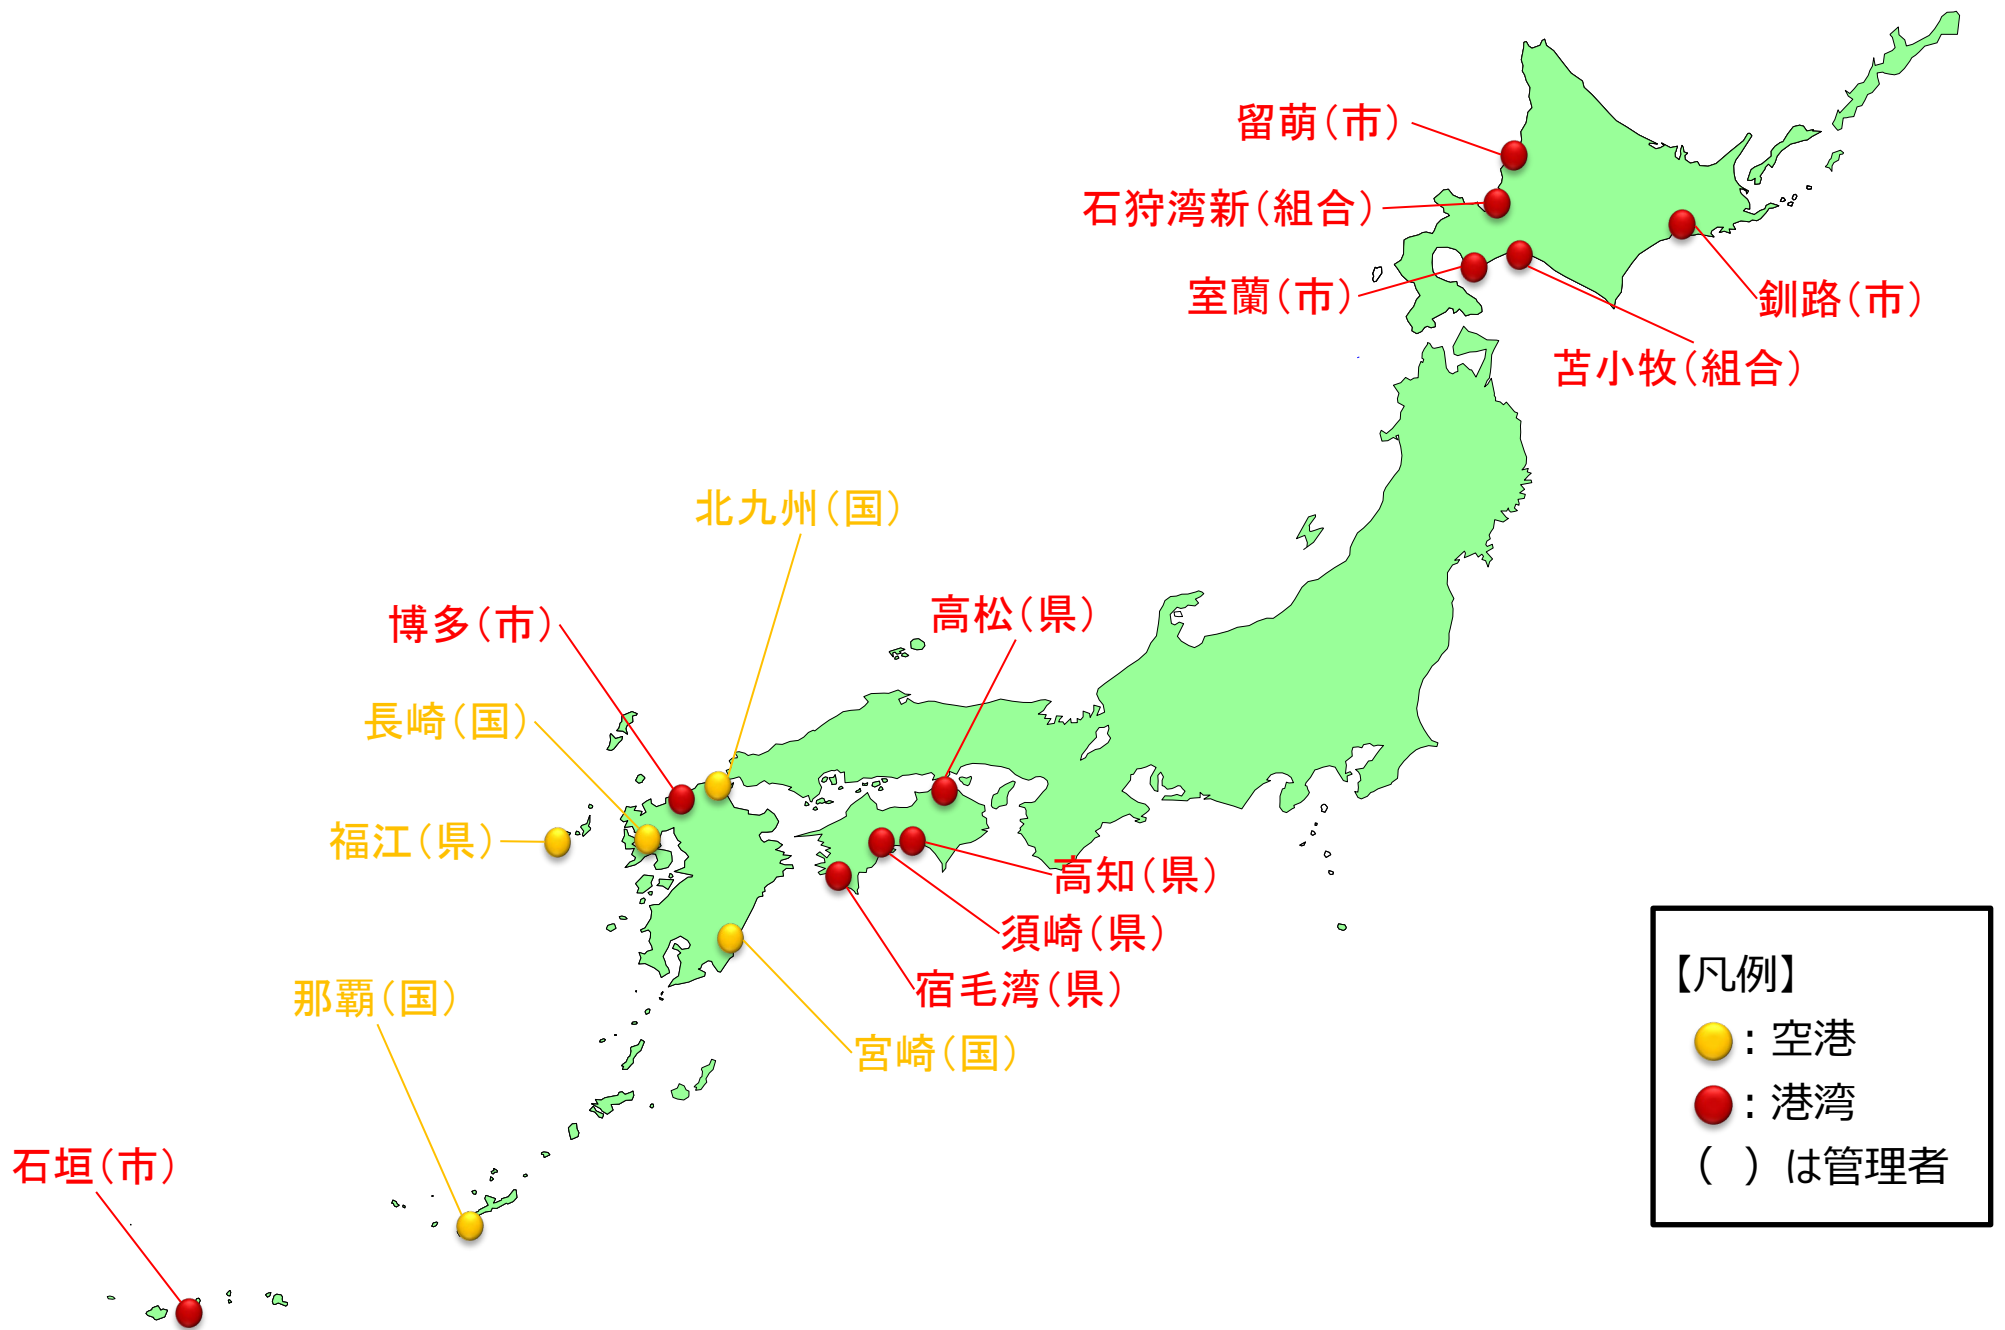 留萌（市）
石狩湾新（組合）
室蘭（市）
釧路（市）
苫小牧（組合）
北九州（国）
博多（市）
高松（県）
長崎（国）
福江（県）
高知（県）
須崎（県）
宿毛湾（県）
那覇（国）
宮崎（国）
石垣（市）
【凡例】
：空港
：港湾
（ ）は管理者